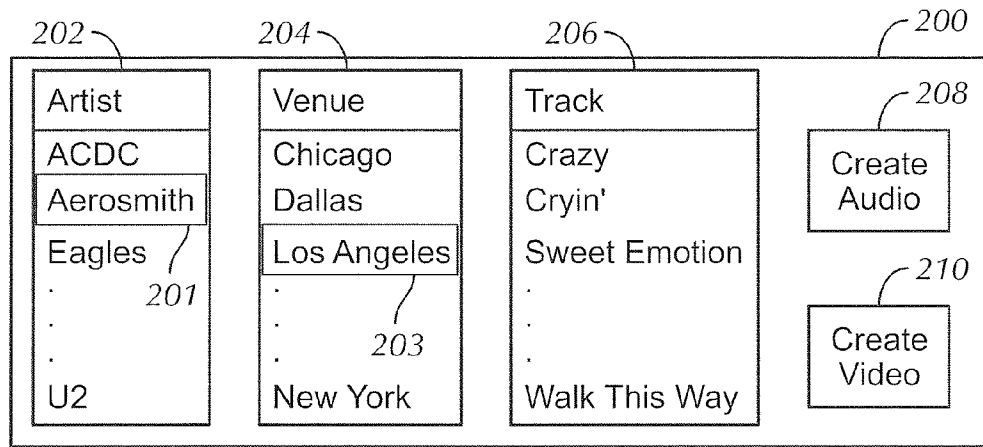 202
204
206
200
Artist
ACDC
Aerosmith
Eagles
.
.
.
U2
201
Venue
Chicago
Dallas
Los Angeles
.
.
.
New York
203
Track
Crazy
Cryin'
Sweet Emotion
.
.
.
Walk This Way
208
Create
Audio
210
Create
Video